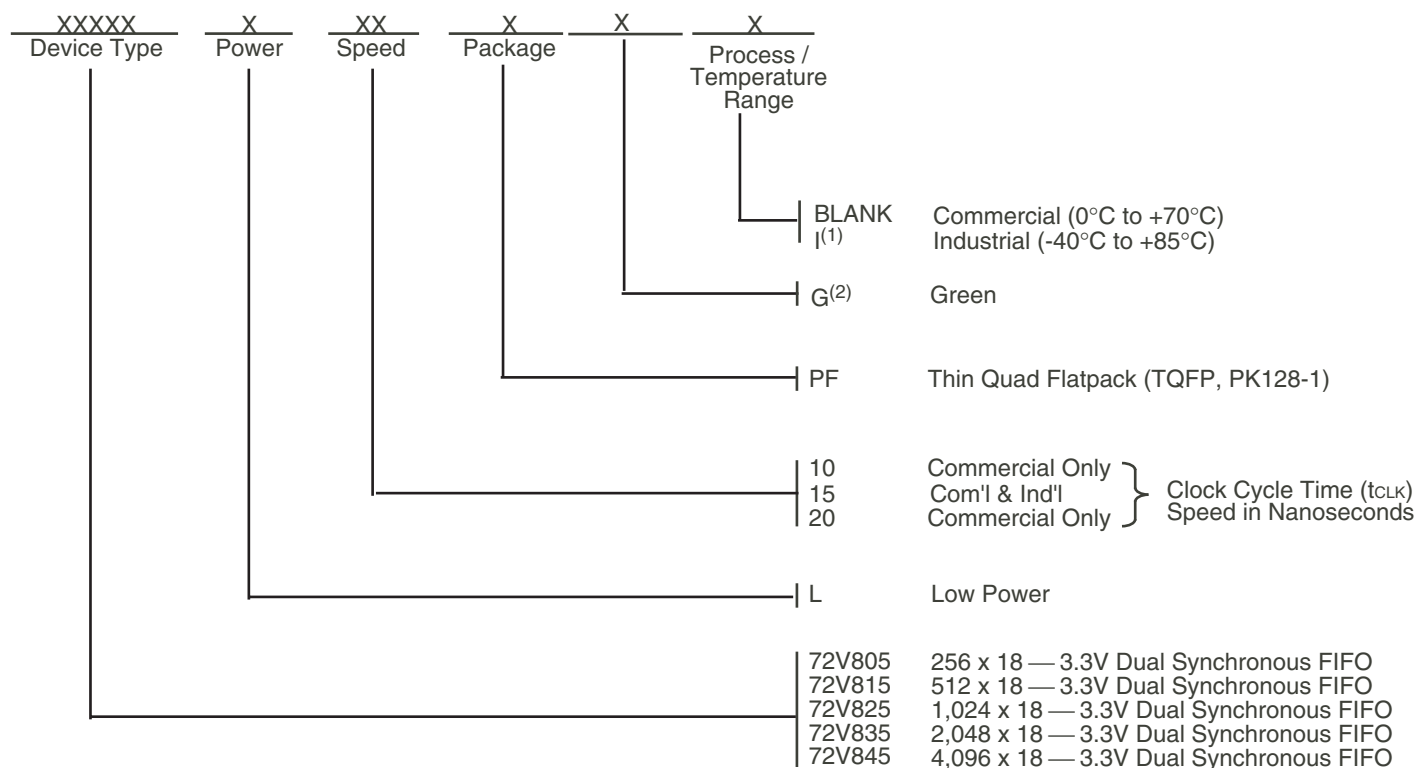 XXXXX X XX X X X
Device Type Power Speed Package Process /
Temperature
Range
BLANK Commercial (0°C to +70°C)
I(1) Industrial (-40°C to +85°C)
G(2) Green
PF Thin Quad Flatpack (TQFP, PK128-1)
10 Commercial Only
15 Com'l & Ind'l
20 Commercial Only
Clock Cycle Time (tCLK)
Speed in Nanoseconds
L Low Power
72V805 256 x 18 — 3.3V Dual Synchronous FIFO
72V815 512 x 18 — 3.3V Dual Synchronous FIFO
72V825 1,024 x 18 — 3.3V Dual Synchronous FIFO
72V835 2,048 x 18 — 3.3V Dual Synchronous FIFO
72V845 4,096 x 18 — 3.3V Dual Synchronous FIFO